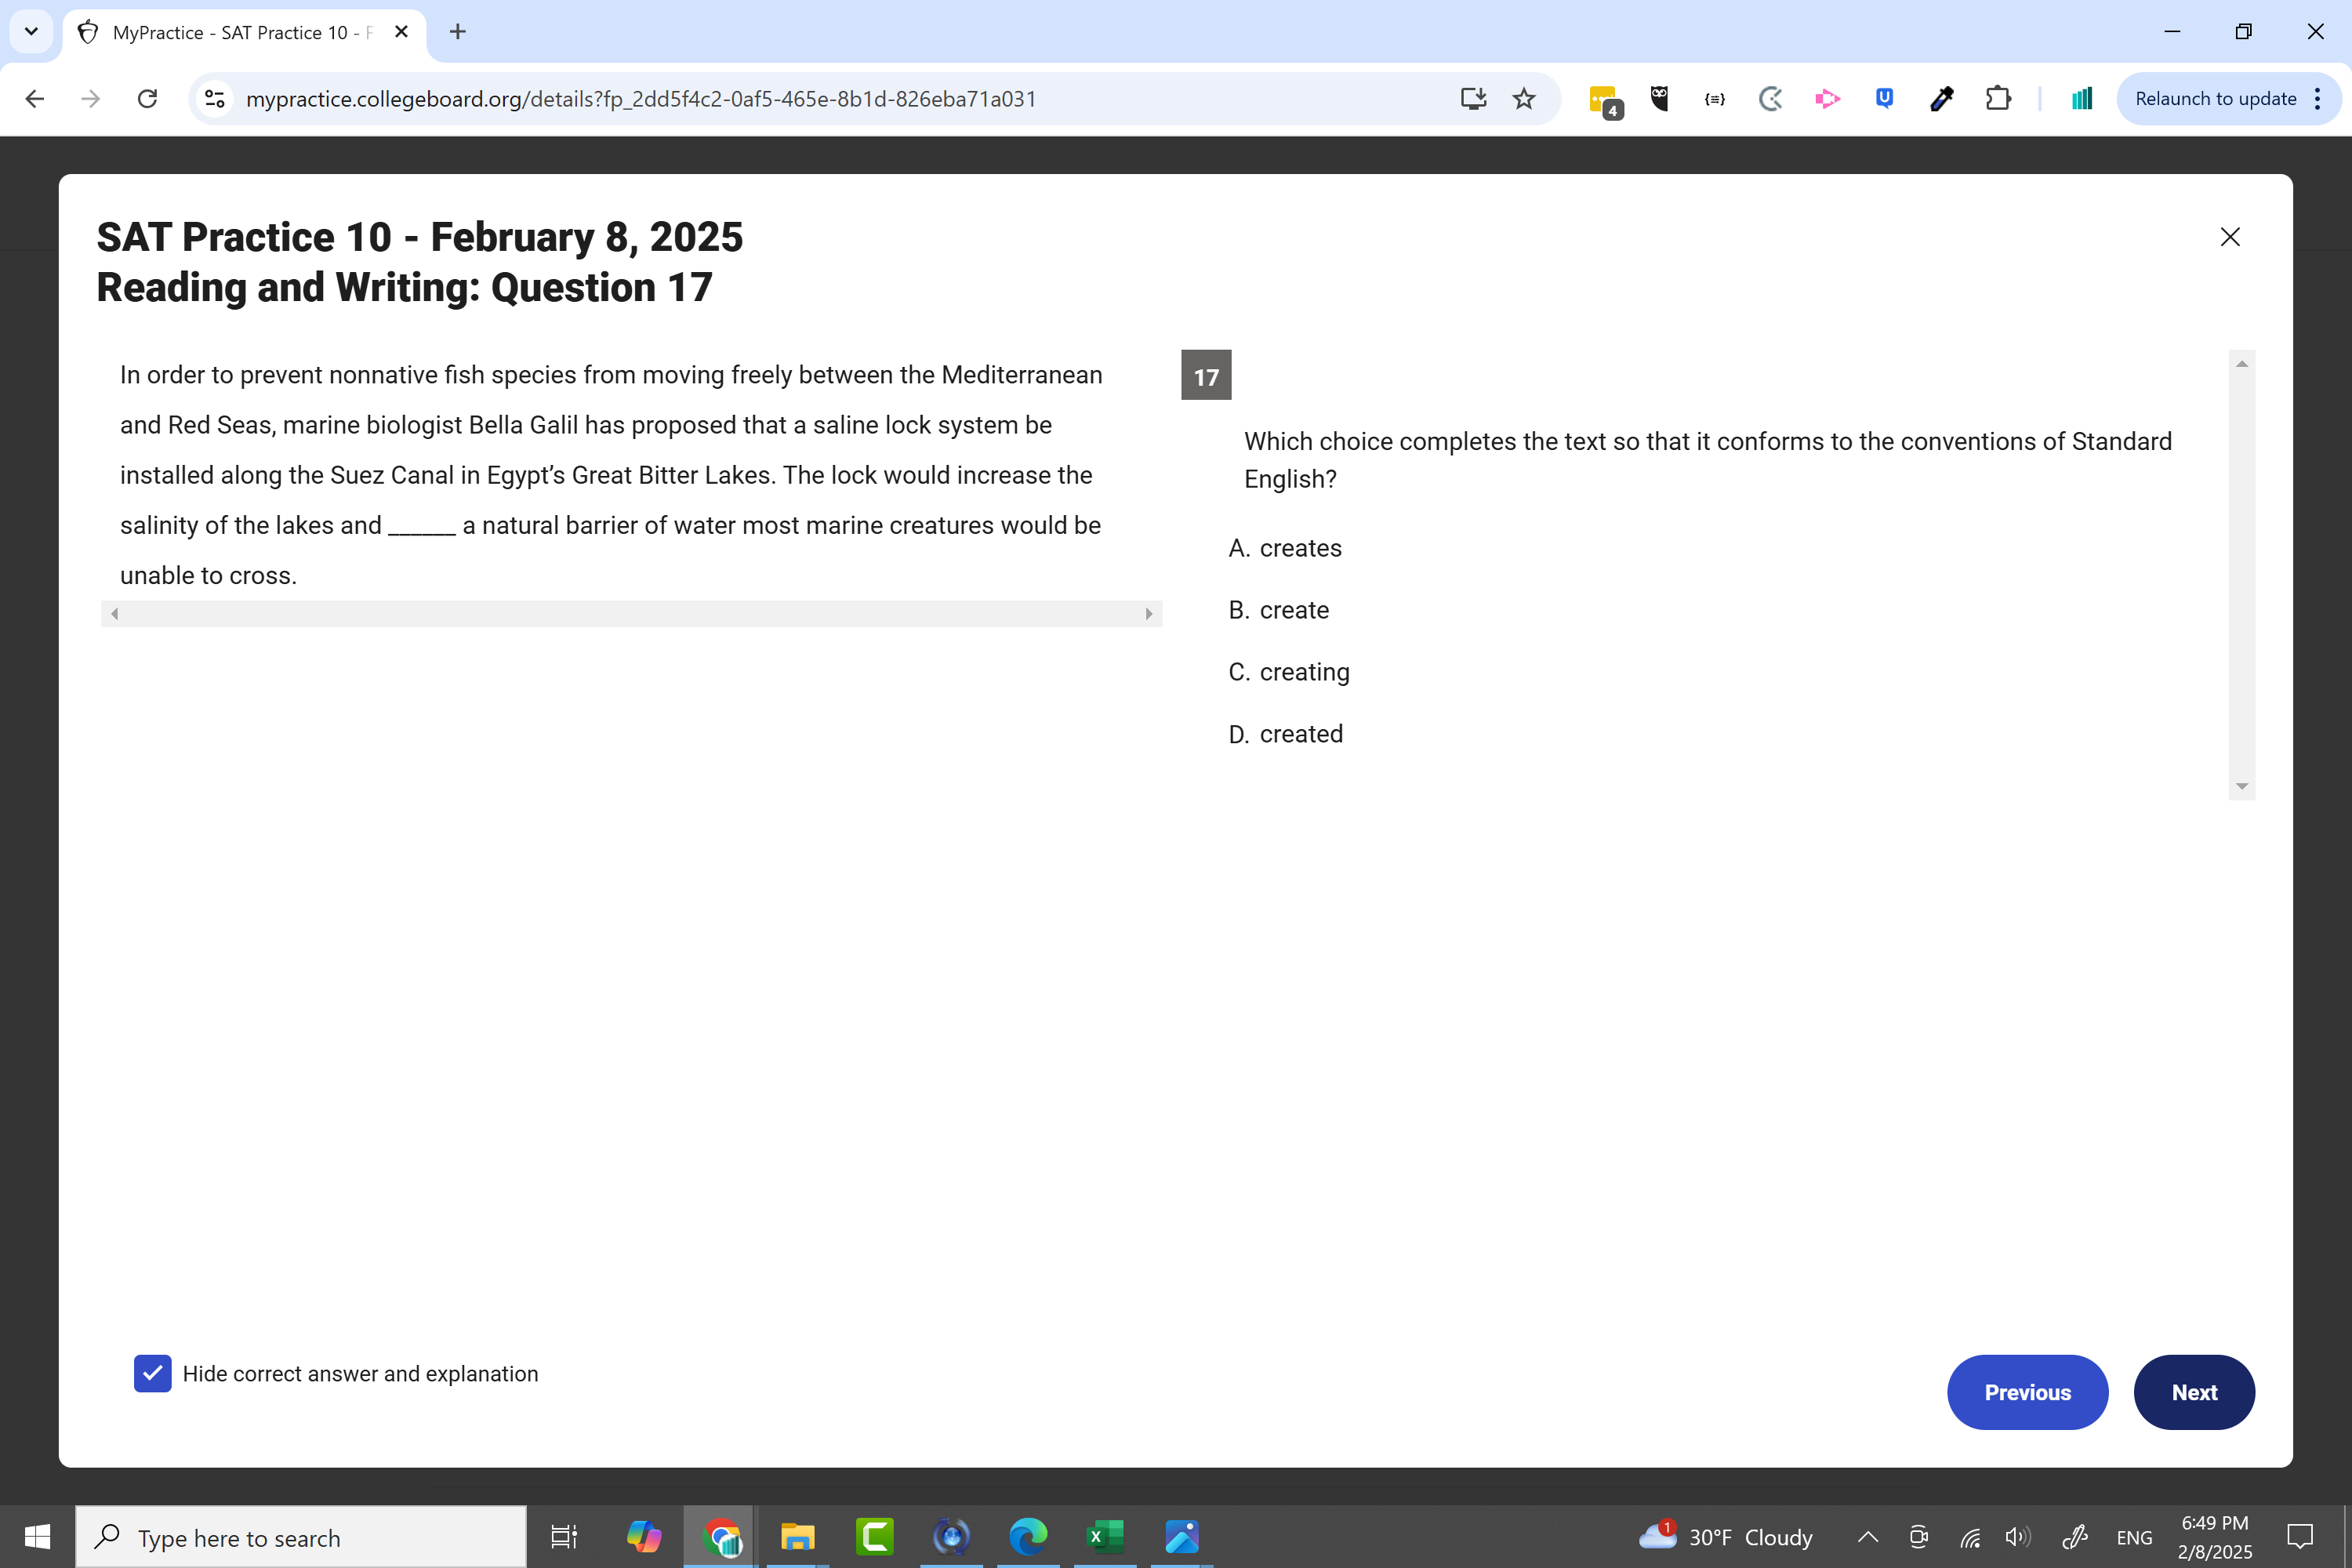 MyPractice - SAT Practice 10 - F
mypractice.collegeboard.org/details?fp_2dd5f4c2-0af5-465e-8b1d-826eba71a031
4
Relaunch to update
SAT Practice 10 - February 8, 2025
Reading and Writing: Question 17
In order to prevent nonnative fish species from moving freely between the Mediterranean
and Red Seas, marine biologist Bella Galil has proposed that a saline lock system be
installed along the Suez Canal in Egypt’s Great Bitter Lakes. The lock would increase the
salinity of the lakes and ______ a natural barrier of water most marine creatures would be
unable to cross.
17
Which choice completes the text so that it conforms to the conventions of Standard
English?
A. creates
B. create
C. creating
D. created
Hide correct answer and explanation
Previous
Next
Type here to search
1
30°F Cloudy
ENG
6:49 PM
2/8/2025